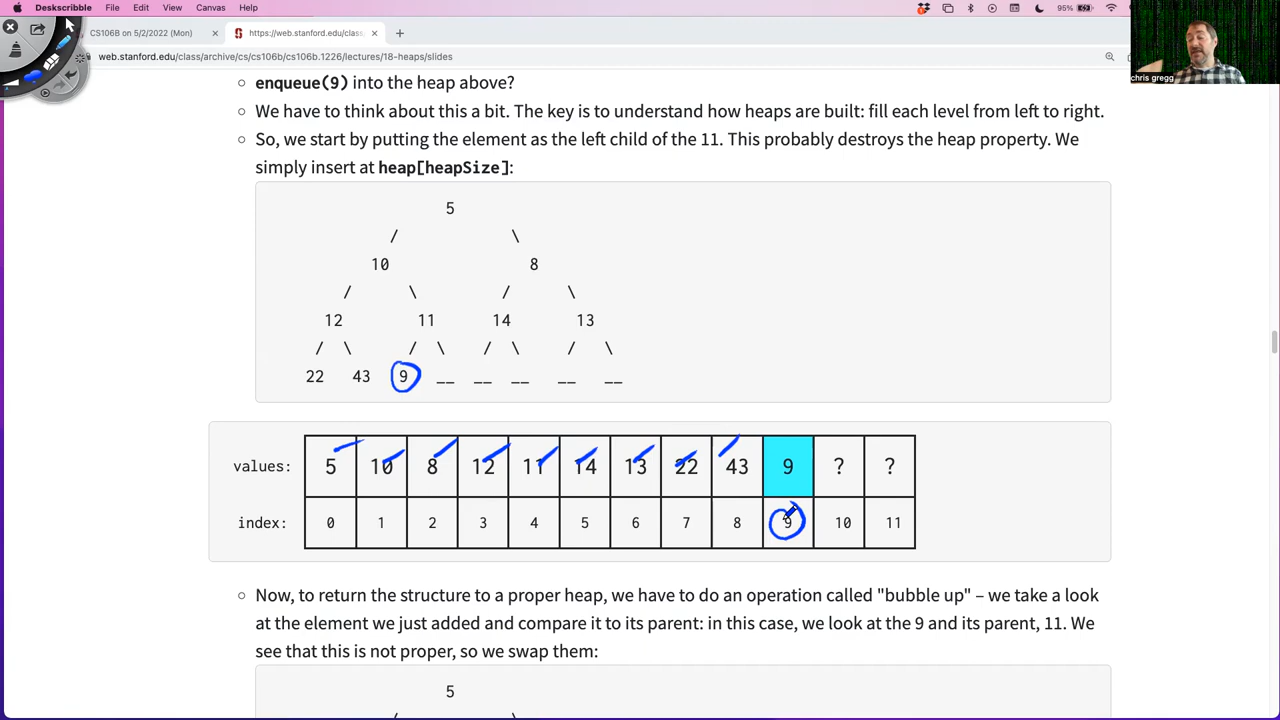 Deskscribble File Edit View Canvas Help 95%
CS106B on 5/2/2022 (Mon) × https://web.stanford.edu/class × +
web.stanford.edu/class/archive/cs/cs106b/cs106b.1226/lectures/18-heaps/slides
chris gregg
enqueue(9) into the heap above?
We have to think about this a bit. The key is to understand how heaps are built: fill each level from left to right.
So, we start by putting the element as the left child of the 11. This probably destroys the heap property. We
simply insert at heap[heapSize]:
5
/ \
10 8
/ \ / \
12 11 14 13
/ \ / \ / \ / \
22 43 9 __ __ __ __ __
values: 5 10 8 12 11 14 13 22 43 9 ? ?
index: 0 1 2 3 4 5 6 7 8 9 10 11
Now, to return the structure to a proper heap, we have to do an operation called "bubble up" – we take a look
at the element we just added and compare it to its parent: in this case, we look at the 9 and its parent, 11. We
see that this is not proper, so we swap them:
5